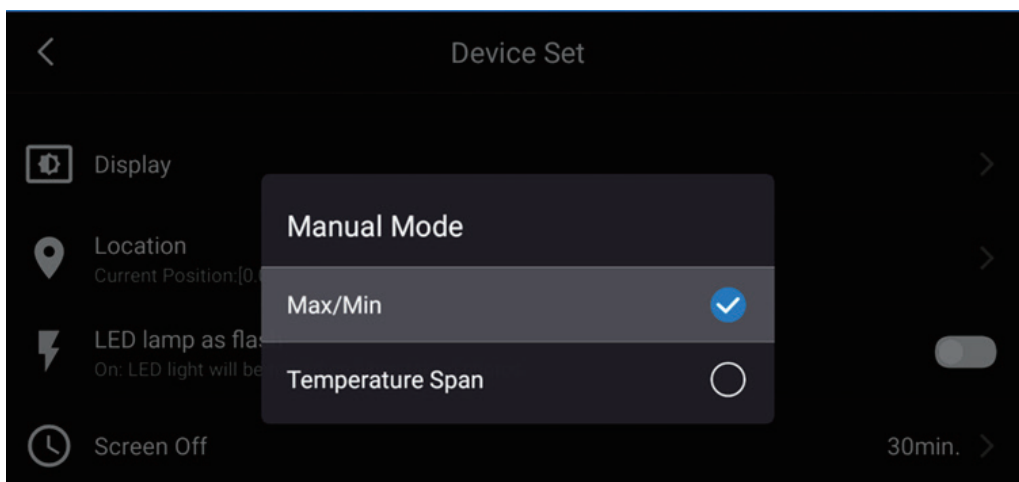 Device Set
Display
Manual Mode
Location
Current Position:[0.
Max/Min
LED lamp as flas
On: LED light will be
Temperature Span
Screen Off
30min.